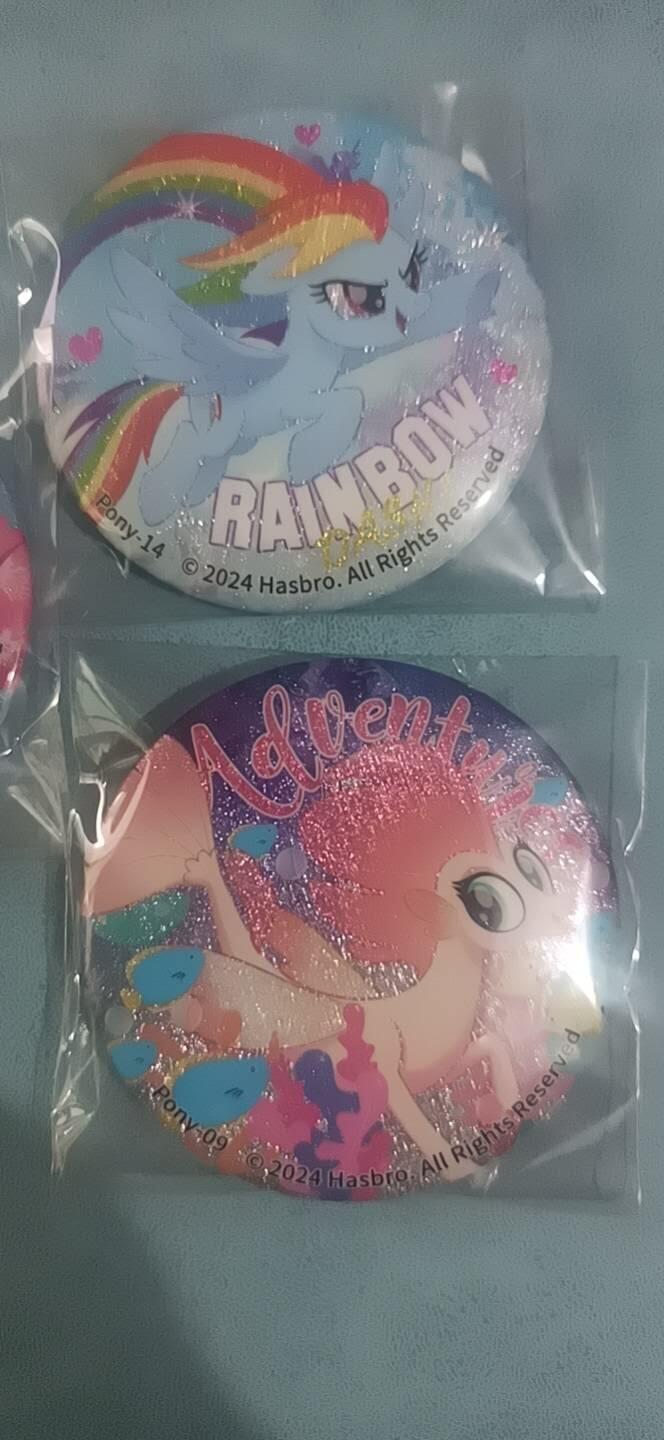 RAINBOW
DASH
Pony-14 © 2024 Hasbro. All Rights Reserved
Adventure
Pony-09 © 2024 Hasbro. All Rights Reserved